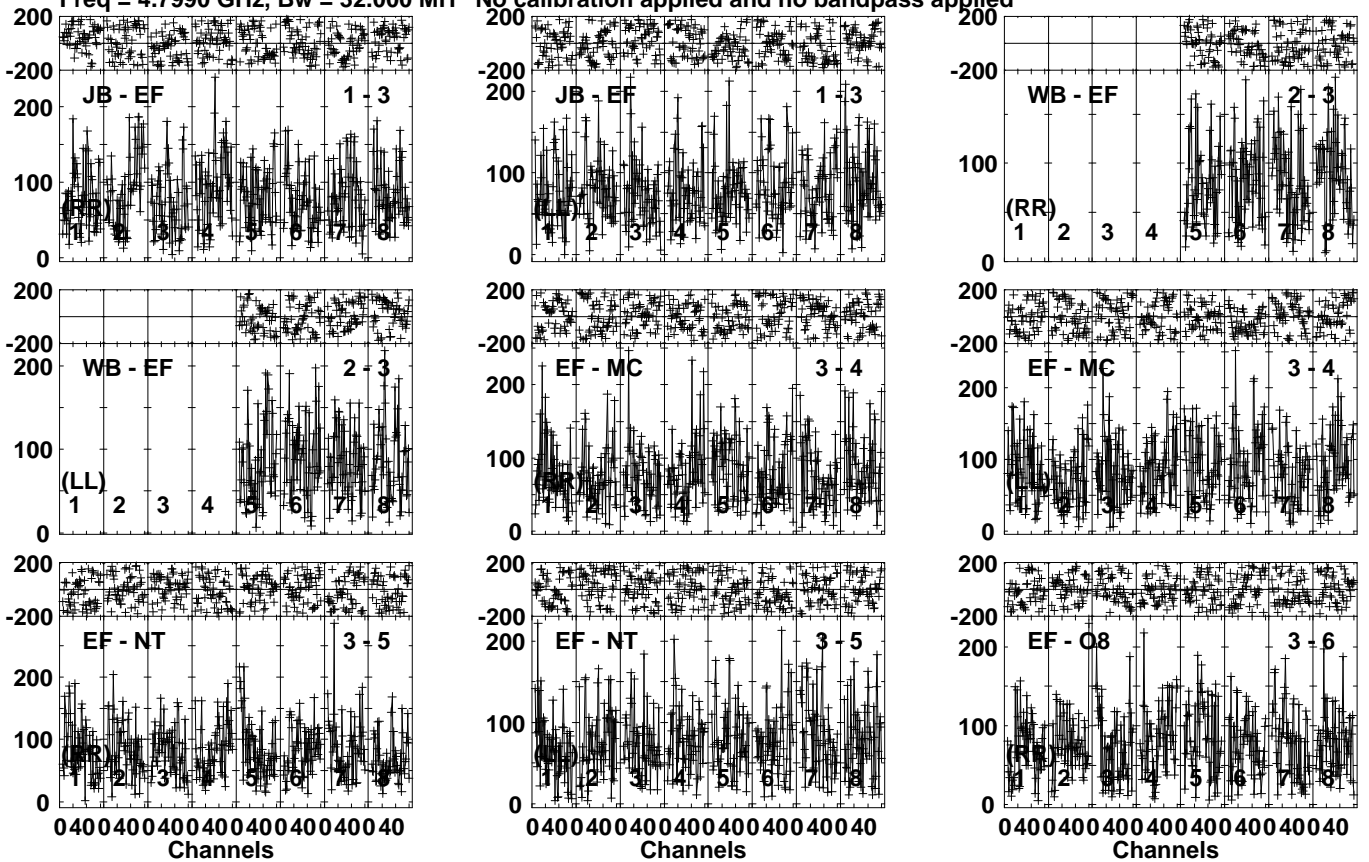 Freq = 4.7990 GHz, Bw = 32.000 MH No calibration applied and no bandpass applied
200 200 200
-200 -200 -200
200 JB - EF 1 - 3 200 JB - EF 1 - 3 200 WB - EF 2 - 3
100 100 100
(RR) (LL) (RR)
1 2 3 4 5 6 7 8 1 2 3 4 5 6 7 8 1 2 3 4 5 6 7 8
0 0 0
200 200 200
-200 -200 -200
200 WB - EF 2 - 3 200 EF - MC 3 - 4 200 EF - MC 3 - 4
100 100 100
(LL) (RR) (LL)
1 2 3 4 5 6 7 8 1 2 3 4 5 6 7 8 1 2 3 4 5 6 7 8
0 0 0
200 200 200
-200 -200 -200
200 EF - NT 3 - 5 200 EF - NT 3 - 5 200 EF - O8 3 - 6
100 100 100
(RR) (LL) (RR)
1 2 3 4 5 6 7 8 1 2 3 4 5 6 7 8 1 2 3 4 5 6 7 8
0 0 0
0 40 0 40 0 40 0 40 0 40 0 40 0 40 0 40 0 40 0 40 0 40 0 40 0 40 0 40 0 40 0 40 0 40 0 40 0 40 0 40 0 40 0 40 0 40 0 40
Channels Channels Channels